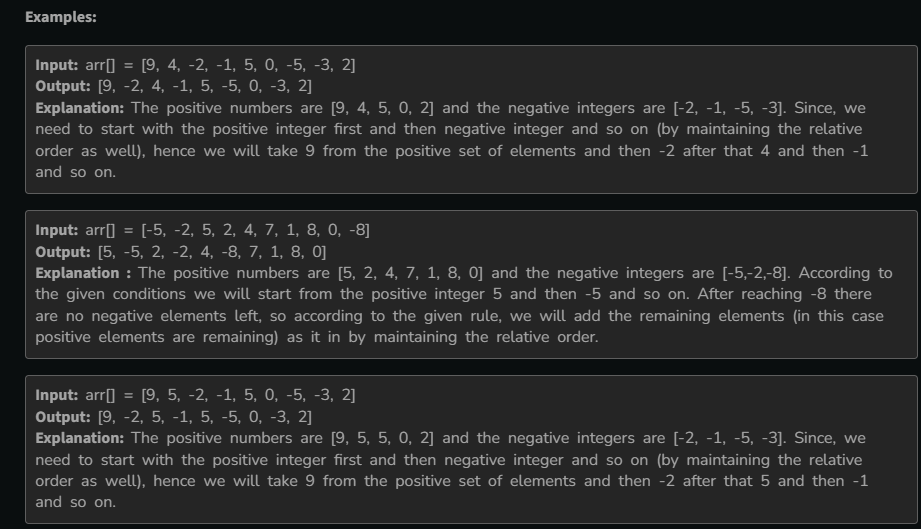 Examples:
Input: arr[] = [9, 4, -2, -1, 5, 0, -5, -3, 2]
Output: [9, -2, 4, -1, 5, -5, 0, -3, 2]
Explanation: The positive numbers are [9, 4, 5, 0, 2] and the negative integers are [-2, -1, -5, -3]. Since, we
need to start with the positive integer first and then negative integer and so on (by maintaining the relative
order as well), hence we will take 9 from the positive set of elements and then -2 after that 4 and then -1
and so on.
Input: arr[] = [-5, -2, 5, 2, 4, 7, 1, 8, 0, -8]
Output: [5, -5, 2, -2, 4, -8, 7, 1, 8, 0]
Explanation : The positive numbers are [5, 2, 4, 7, 1, 8, 0] and the negative integers are [-5,-2,-8]. According to
the given conditions we will start from the positive integer 5 and then -5 and so on. After reaching -8 there
are no negative elements left, so according to the given rule, we will add the remaining elements (in this case
positive elements are remaining) as it in by maintaining the relative order.
Input: arr[] = [9, 5, -2, -1, 5, 0, -5, -3, 2]
Output: [9, -2, 5, -1, 5, -5, 0, -3, 2]
Explanation: The positive numbers are [9, 5, 5, 0, 2] and the negative integers are [-2, -1, -5, -3]. Since, we
need to start with the positive integer first and then negative integer and so on (by maintaining the relative
order as well), hence we will take 9 from the positive set of elements and then -2 after that 5 and then -1
and so on.